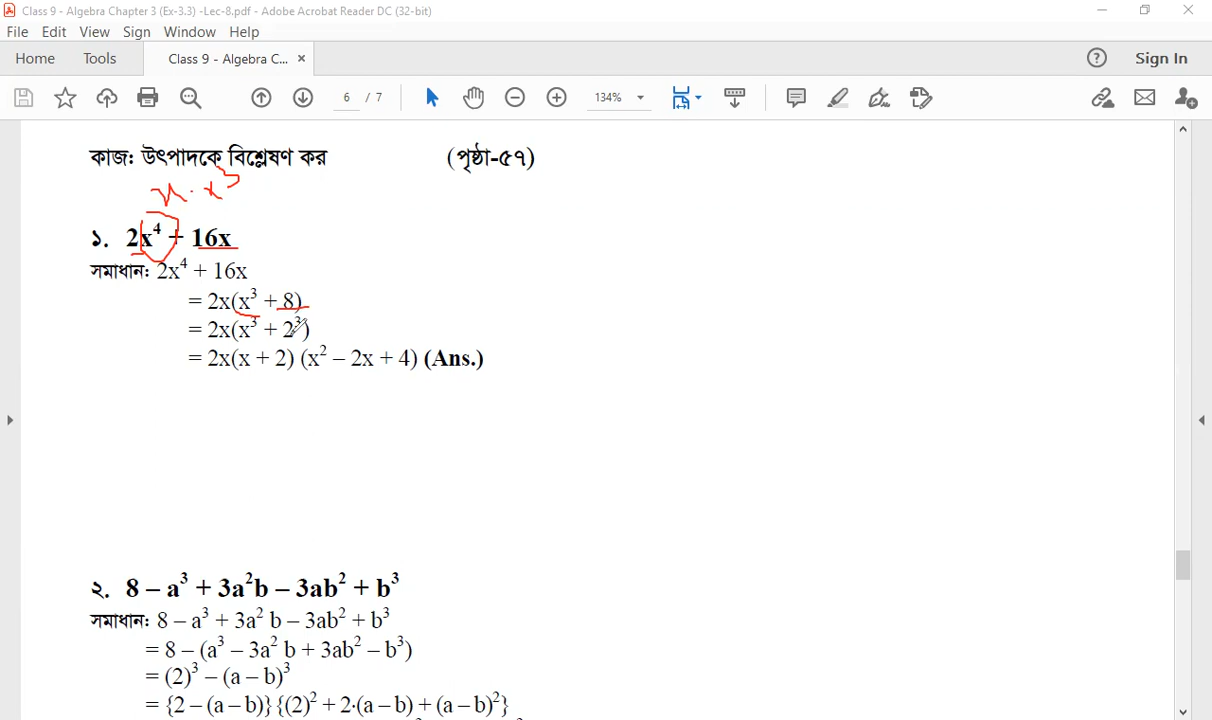 Class 9 - Algebra Chapter 3 (Ex-3.3) -Lec-8.pdf - Adobe Acrobat Reader DC (32-bit)
File Edit View Sign Window Help
Home Tools Class 9 - Algebra C... × Sign In
6 / 7 134%
কাজ: উৎপাদকে বিশ্লেষণ কর (পৃষ্ঠা-৫৭)
x · x³
১. 2x⁴ + 16x
সমাধান: 2x⁴ + 16x
= 2x(x³ + 8)
= 2x(x³ + 2³)
= 2x(x + 2) (x² – 2x + 4) (Ans.)
২. 8 – a³ + 3a²b – 3ab² + b³
সমাধান: 8 – a³ + 3a² b – 3ab² + b³
= 8 – (a³ – 3a² b + 3ab² – b³)
= (2)³ – (a – b)³
= {2 – (a – b)} {(2)² + 2·(a – b) + (a – b)²}